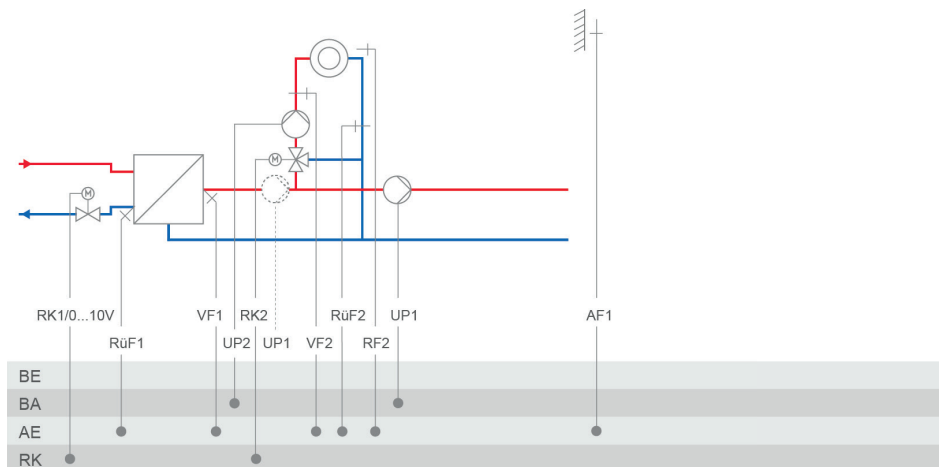 M
M
RK1/0...10V
VF1
RK2
RüF2
UP1
AF1
RüF1
UP2
UP1
VF2
RF2
BE
BA
AE
RK